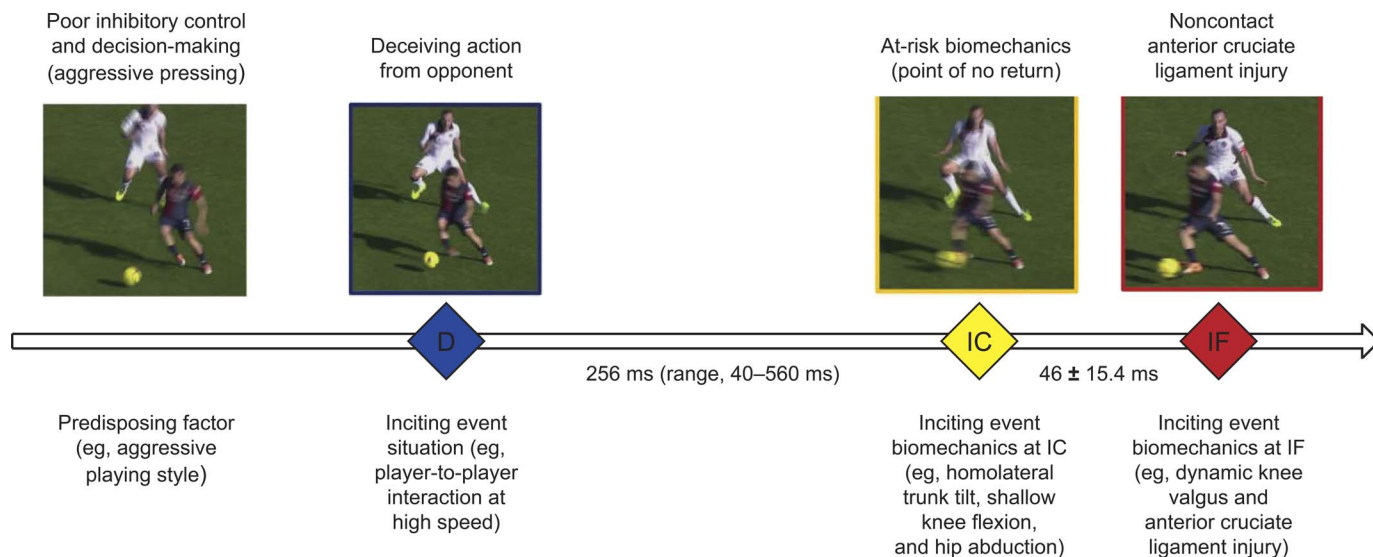 Poor inhibitory control
and decision-making
(aggressive pressing)
Deceiving action
from opponent
At-risk biomechanics
(point of no return)
Noncontact
anterior cruciate
ligament injury
D
IC
IF
256 ms (range, 40–560 ms)
46 ± 15.4 ms
Predisposing factor
(eg, aggressive
playing style)
Inciting event
situation (eg,
player-to-player
interaction at
high speed)
Inciting event
biomechanics at IC
(eg, homolateral
trunk tilt, shallow
knee flexion,
and hip abduction)
Inciting event
biomechanics at IF
(eg, dynamic knee
valgus and
anterior cruciate
ligament injury)